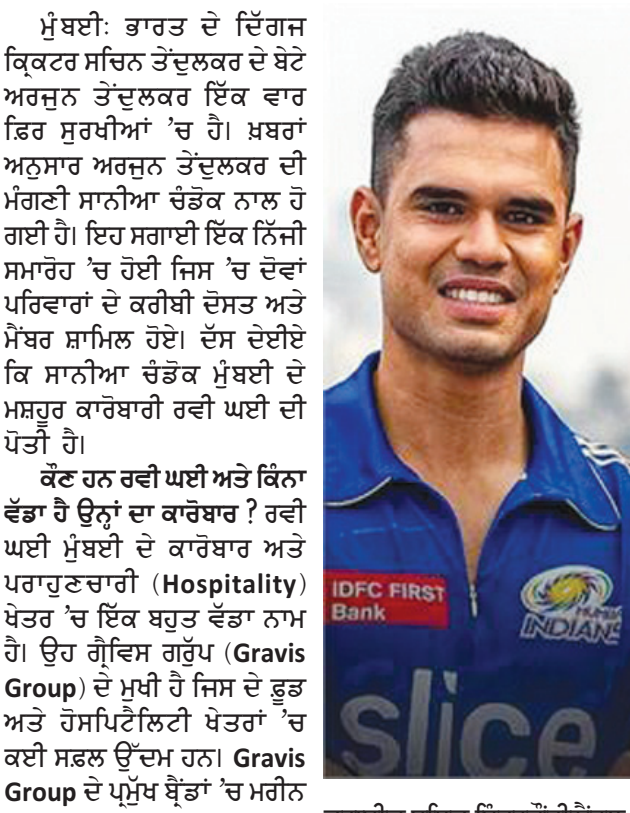 ਮੁੰਬਈ: ਭਾਰਤ ਦੇ ਦਿੱਗਜ
ਕ੍ਰਿਕਟਰ ਸਚਿਨ ਤੇਂਦੁਲਕਰ ਦੇ ਬੇਟੇ
ਅਰਜੁਨ ਤੇਂਦੁਲਕਰ ਇੱਕ ਵਾਰ
ਫ਼ਿਰ ਸੁਰਖੀਆਂ ’ਚ ਹੈ। ਖ਼ਬਰਾਂ
ਅਨੁਸਾਰ ਅਰਜੁਨ ਤੇਂਦੁਲਕਰ ਦੀ
ਮੰਗਣੀ ਸਾਨੀਆ ਚੰਡੋਕ ਨਾਲ ਹੋ
ਗਈ ਹੈ। ਇਹ ਸਗਾਈ ਇੱਕ ਨਿੱਜੀ
ਸਮਾਰੋਹ ’ਚ ਹੋਈ ਜਿਸ ’ਚ ਦੋਵਾਂ
ਪਰਿਵਾਰਾਂ ਦੇ ਕਰੀਬੀ ਦੋਸਤ ਅਤੇ
ਮੈਂਬਰ ਸ਼ਾਮਿਲ ਹੋਏ। ਦੱਸ ਦੇਈਏ
ਕਿ ਸਾਨੀਆ ਚੰਡੋਕ ਮੁੰਬਈ ਦੇ
ਮਸ਼ਹੂਰ ਕਾਰੋਬਾਰੀ ਰਵੀ ਘਈ ਦੀ
ਪੋਤੀ ਹੈ।
ਕੌਣ ਹਨ ਰਵੀ ਘਈ ਅਤੇ ਕਿੰਨਾ
ਵੱਡਾ ਹੈ ਉਨ੍ਹਾਂ ਦਾ ਕਾਰੋਬਾਰ ? ਰਵੀ
ਘਈ ਮੁੰਬਈ ਦੇ ਕਾਰੋਬਾਰ ਅਤੇ
ਪਰਾਹੁਣਚਾਰੀ (Hospitality)
ਖੇਤਰ ’ਚ ਇੱਕ ਬਹੁਤ ਵੱਡਾ ਨਾਮ
ਹੈ। ਉਹ ਗ੍ਰੈਵਿਸ ਗਰੁੱਪ (Gravis
Group) ਦੇ ਮੁਖੀ ਹੈ ਜਿਸ ਦੇ ਫ਼ੂਡ
ਅਤੇ ਹੋਸਪਿਟੈਲਿਟੀ ਖੇਤਰਾਂ ’ਚ
ਕਈ ਸਫ਼ਲ ਉੱਦਮ ਹਨ। Gravis
Group ਦੇ ਪ੍ਰਮੁੱਖ ਬ੍ਰੈਂਡਾਂ ’ਚ ਮਰੀਨ
IDFC FIRST
Bank
MUMBAI
INDIANS
slice